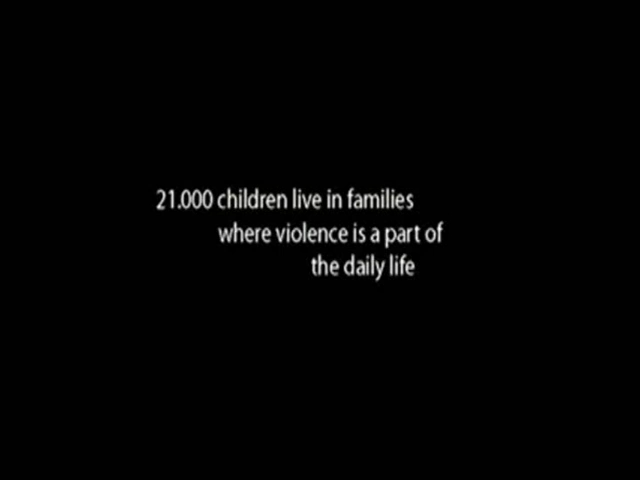 21.000 children live in families
where violence is a part of
the daily life